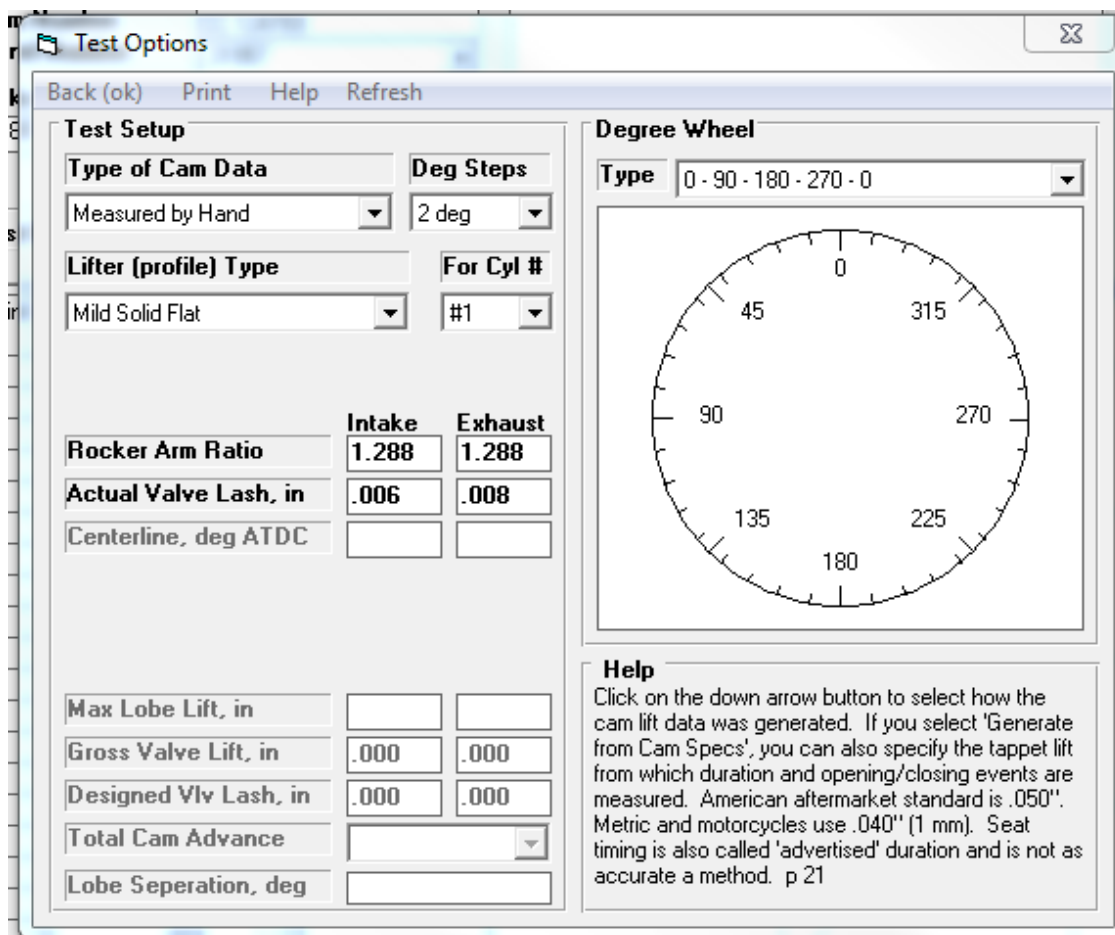 Test Options
Back (ok) Print Help Refresh
Test Setup
Type of Cam Data Deg Steps
Measured by Hand 2 deg
Lifter (profile) Type For Cyl #
Mild Solid Flat #1
Intake Exhaust
Rocker Arm Ratio 1.288 1.288
Actual Valve Lash, in .006 .008
Centerline, deg ATDC
Max Lobe Lift, in
Gross Valve Lift, in .000 .000
Designed Vlv Lash, in .000 .000
Total Cam Advance
Lobe Seperation, deg
Degree Wheel
Type 0 - 90 - 180 - 270 - 0
0
45 315
90 270
135 225
180
Help
Click on the down arrow button to select how the
cam lift data was generated. If you select 'Generate
from Cam Specs', you can also specify the tappet lift
from which duration and opening/closing events are
measured. American aftermarket standard is .050".
Metric and motorcycles use .040" (1 mm). Seat
timing is also called 'advertised' duration and is not as
accurate a method. p 21